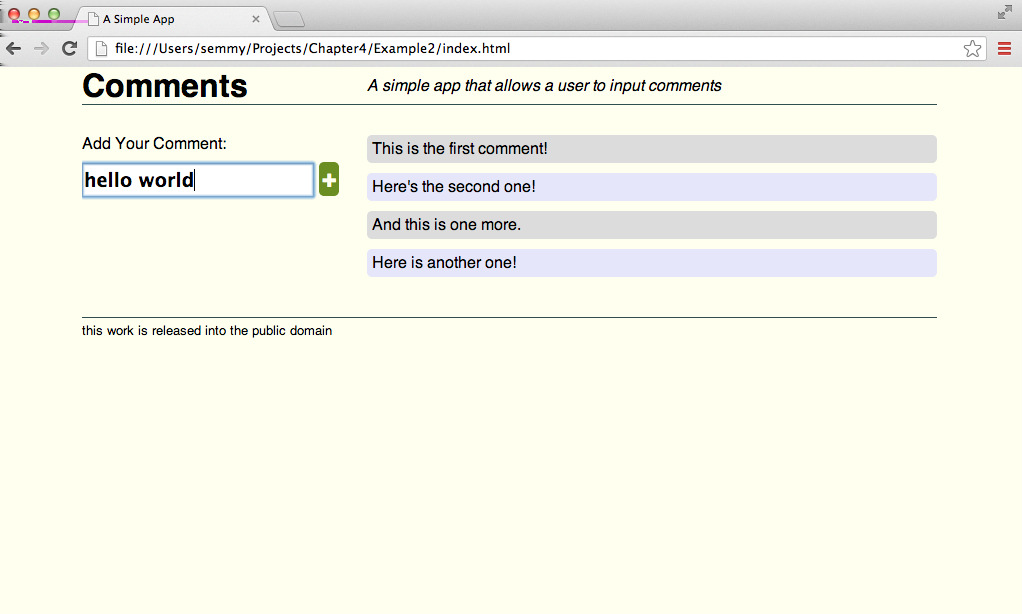 A Simple App
file:///Users/semmy/Projects/Chapter4/Example2/index.html
Comments
A simple app that allows a user to input comments
Add Your Comment:
hello world
This is the first comment!
Here's the second one!
And this is one more.
Here is another one!
this work is released into the public domain